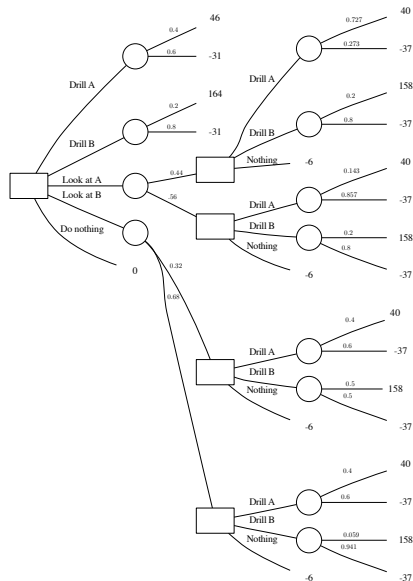 46
0.4
Drill A
0.6
-31
164
0.2
Drill B
0.8
-31
Look at A
0.44
.56
Look at B
Do nothing
0
0.32
0.68
40
0.727
0.273
-37
Drill A
158
0.2
Drill B
0.8
-37
Nothing
-6
40
0.143
Drill A
0.857
-37
Drill B
0.2
158
Nothing
0.8
-6
-37
40
0.4
Drill A
0.6
-37
Drill B
0.5
158
Nothing
0.5
-6
-37
40
0.4
Drill A
0.6
-37
Drill B
0.059
158
Nothing
0.941
-6
-37